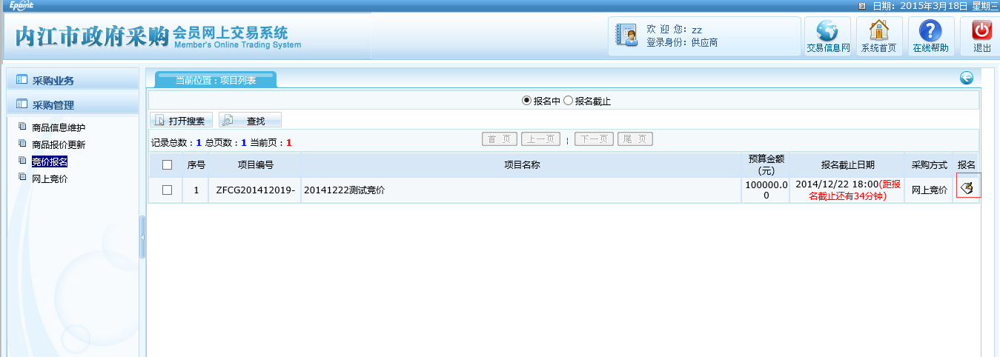 Epoint
日期：2015年3月18日 星期三
内江市政府采购 会员网上交易系统
Member's Online Trading System
欢 迎 您: zz
登录身份: 供应商
交易信息网 系统首页 在线帮助 退出
采购业务
采购管理
商品信息维护
商品报价更新
竞价报名
网上竞价
当前位置：项目列表
报名中 报名截止
打开搜索 查找
记录总数：1 总页数：1 当前页：1
首 页 上一页 ¦ 下一页 尾 页
序号 项目编号 项目名称 预算金额(元) 报名截止日期 采购方式 报名
1 ZFCG201412019- 20141222测试竞价 100000.00 2014/12/22 18:00(距报名截止还有34分钟) 网上竞价